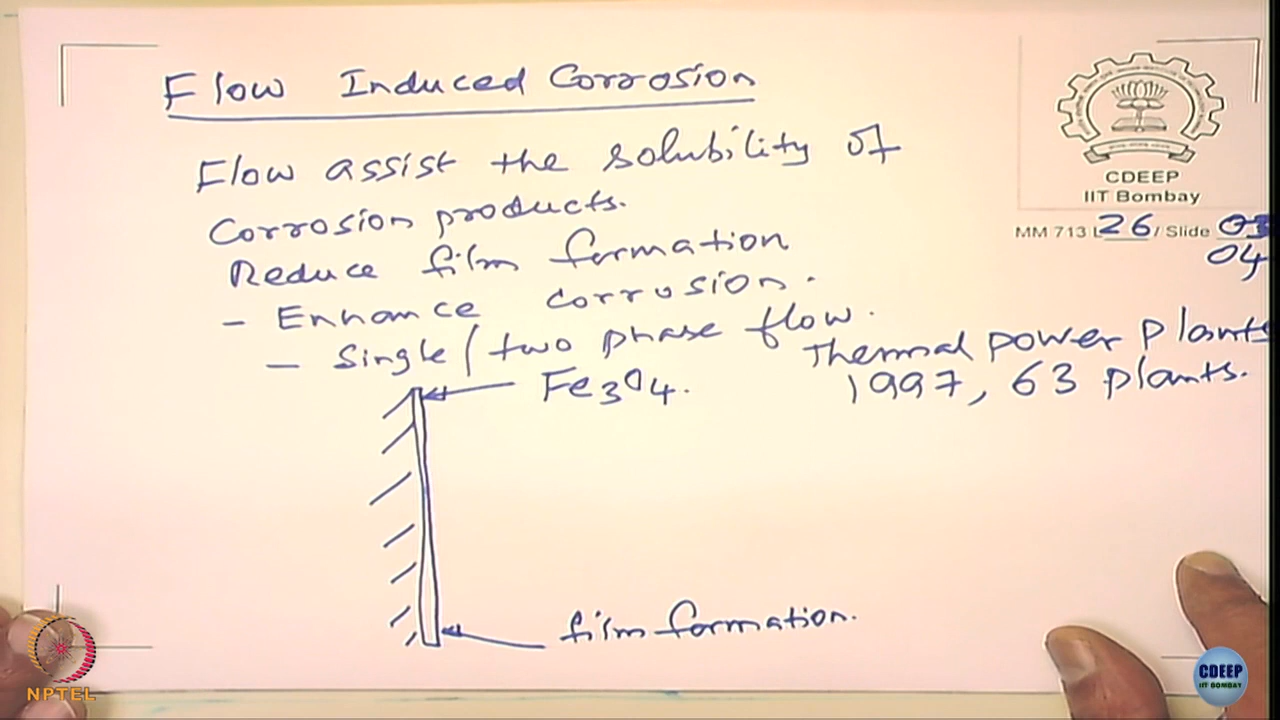 Flow Induced Corrosion
Flow assist the solubility of
Corrosion products.
Reduce film formation
- Enhance corrosion.
- Single/two phase flow.
Thermal power plants
1997, 63 plants.
Fe3O4.
film formation.
CDEEP
IIT Bombay
MM 713 L26 / Slide 03
04
NPTEL
CDEEP
IIT BOMBAY